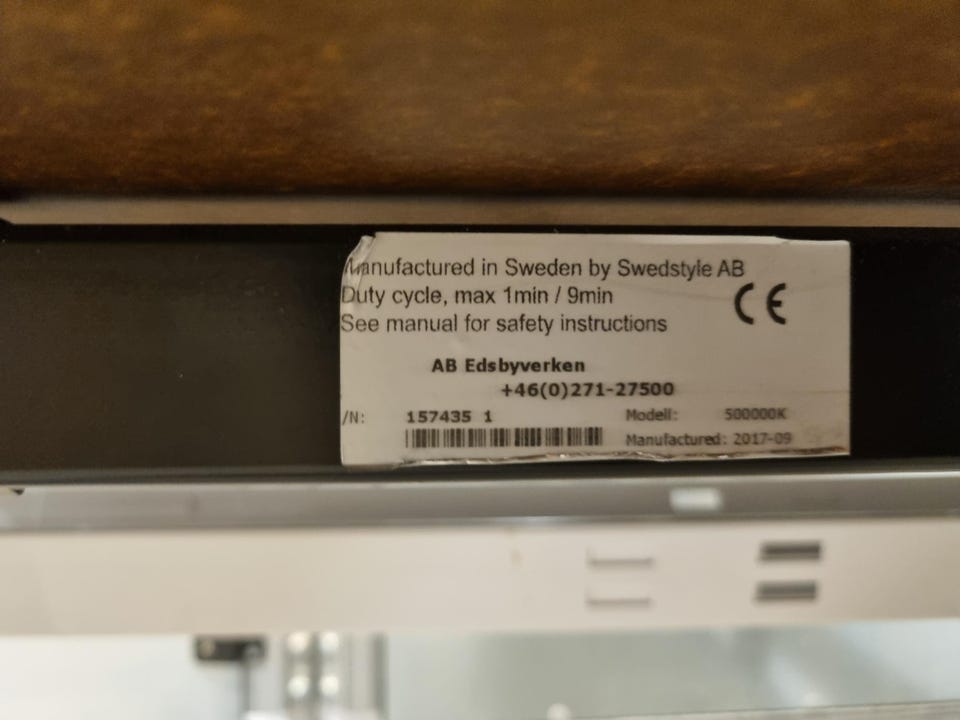 Manufactured in Sweden by Swedstyle AB
Duty cycle, max 1min / 9min
See manual for safety instructions
CE
AB Edsbyverken
+46(0)271-27500
/N: 157435 1 Modell: 500000K
Manufactured: 2017-09